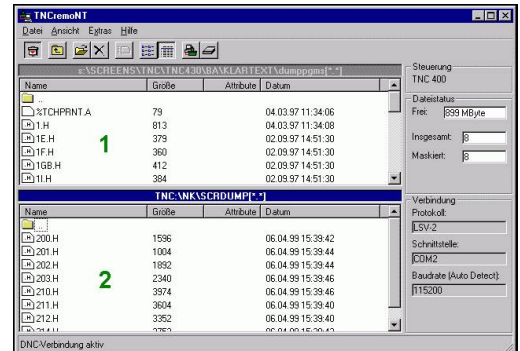 TNCremoNT
Datei Ansicht Extras Hilfe
s:\SCREENS\TNC\TNC430\BA\KLARTEXT\dumppgms[*.*]
Name Größe Attribute Datum
..
%TCHPRNT.A 79 04.03.97 11:34:06
1.H 813 04.03.97 11:34:08
1E.H 379 02.09.97 14:51:30
1F.H 360 02.09.97 14:51:30
1GB.H 412 02.09.97 14:51:30
1I.H 384 02.09.97 14:51:30
1
TNC:\NK\SCRDUMP[*.*]
Name Größe Attribute Datum
..
200.H 1596 06.04.99 15:39:42
201.H 1004 06.04.99 15:39:44
202.H 1892 06.04.99 15:39:44
203.H 2340 06.04.99 15:39:46
210.H 3974 06.04.99 15:39:46
211.H 3604 06.04.99 15:39:40
212.H 3352 06.04.99 15:39:40
2
Steuerung
TNC 400
Dateistatus
Frei: 899 MByte
Insgesamt: 8
Maskiert: 8
Verbindung
Protokoll:
LSV-2
Schnittstelle:
COM2
Baudrate (Auto Detect):
115200
DNC-Verbindung aktiv